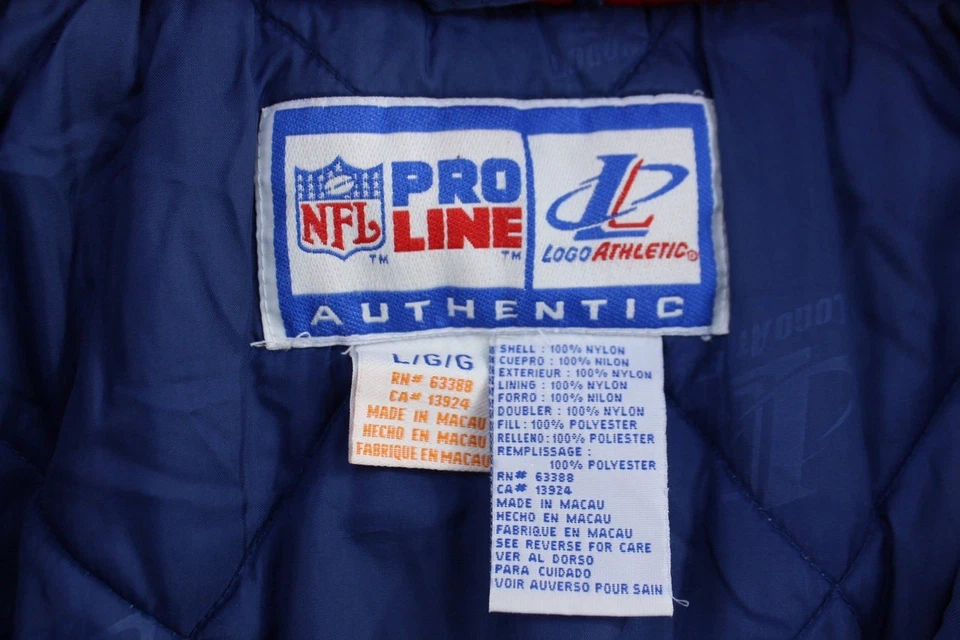 NFL
TM
PRO
LINE
TM
LOGO ATHLETIC®
AUTHENTIC
L/G/G
RN# 63388
CA# 13924
MADE IN MACAU
HECHO EN MACAU
FABRIQUE EN MACAU
SHELL : 100% NYLON
CUEPRO : 100% NILON
EXTERIEUR : 100% NYLON
LINING : 100% NYLON
FORRO : 100% NILON
DOUBLER : 100% NYLON
FILL : 100% POLYESTER
RELLENO: 100% POLIESTER
REMPLISSAGE :
100% POLYESTER
RN# 63388
CA# 13924
MADE IN MACAU
HECHO EN MACAU
FABRIQUE EN MACAU
SEE REVERSE FOR CARE
VER AL DORSO
PARA CUIDADO
VOIR AUVERSO POUR SAIN